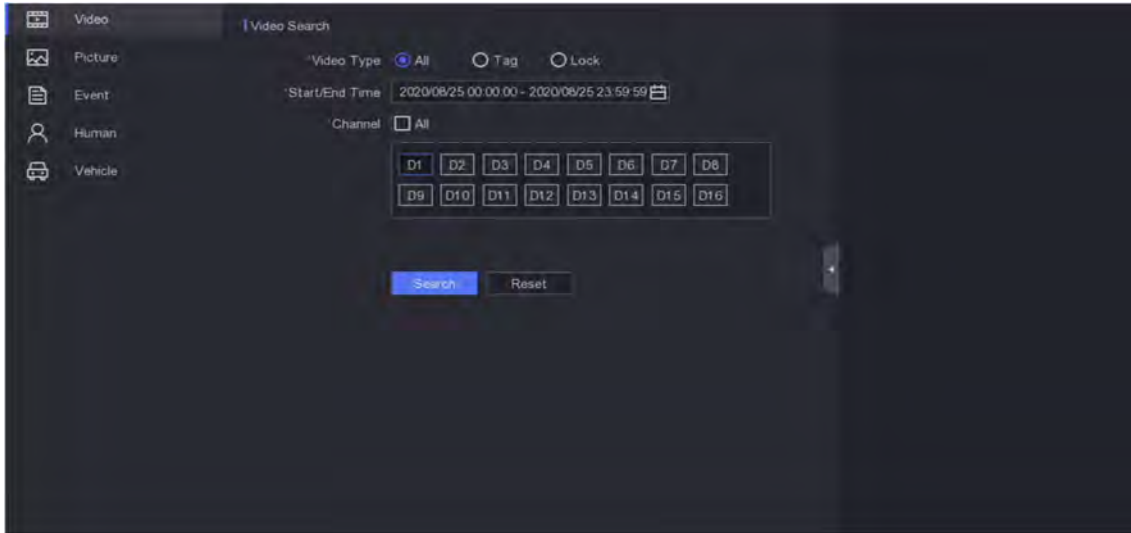 Video
Picture
Event
Human
Vehicle
Video Search
*Video Type All Tag Lock
*Start/End Time 2020/08/25 00:00:00 - 2020/08/25 23:59:59
*Channel All
D1 D2 D3 D4 D5 D6 D7 D8
D9 D10 D11 D12 D13 D14 D15 D16
Search Reset